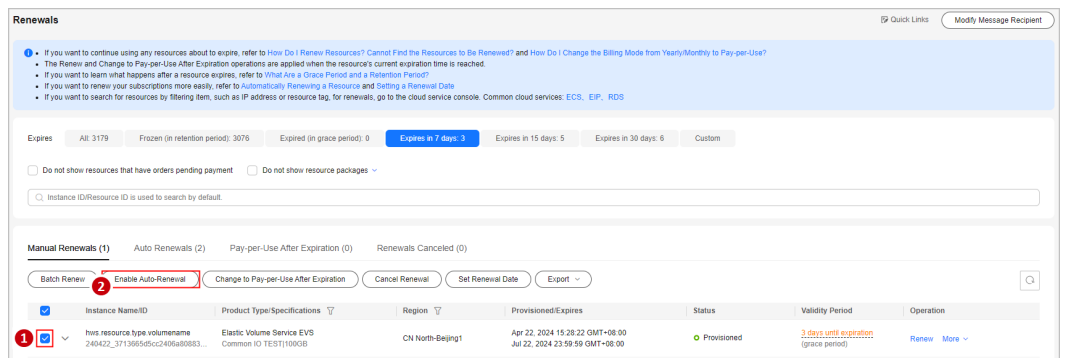 Renewals
Quick Links
Modify Message Recipient
• If you want to continue using any resources about to expire, refer to How Do I Renew Resources? Cannot Find the Resources to Be Renewed? and How Do I Change the Billing Mode from Yearly/Monthly to Pay-per-Use?
• The Renew and Change to Pay-per-Use After Expiration operations are applied when the resource's current expiration time is reached.
• If you want to learn what happens after a resource expires, refer to What Are a Grace Period and a Retention Period?
• If you want to renew your subscriptions more easily, refer to Automatically Renewing a Resource and Setting a Renewal Date
• If you want to search for resources by filtering item, such as IP address or resource tag, for renewals, go to the cloud service console. Common cloud services: ECS、EIP、RDS
Expires All: 3179 Frozen (in retention period): 3076 Expired (in grace period): 0 Expires in 7 days: 3 Expires in 15 days: 5 Expires in 30 days: 6 Custom
Do not show resources that have orders pending payment Do not show resource packages
Instance ID/Resource ID is used to search by default.
Manual Renewals (1) Auto Renewals (2) Pay-per-Use After Expiration (0) Renewals Canceled (0)
Batch Renew 2 Enable Auto-Renewal Change to Pay-per-Use After Expiration Cancel Renewal Set Renewal Date Export
Instance Name/ID Product Type/Specifications Region Provisioned/Expires Status Validity Period Operation
1 hws.resource.type.volumename Elastic Volume Service EVS CN North-Beijing1 Apr 22, 2024 15:28:22 GMT+08:00 Provisioned 3 days until expiration Renew More
240422_3713665d5cc2406a80883... Common IO TEST|100GB Jul 22, 2024 23:59:59 GMT+08:00 (grace period)